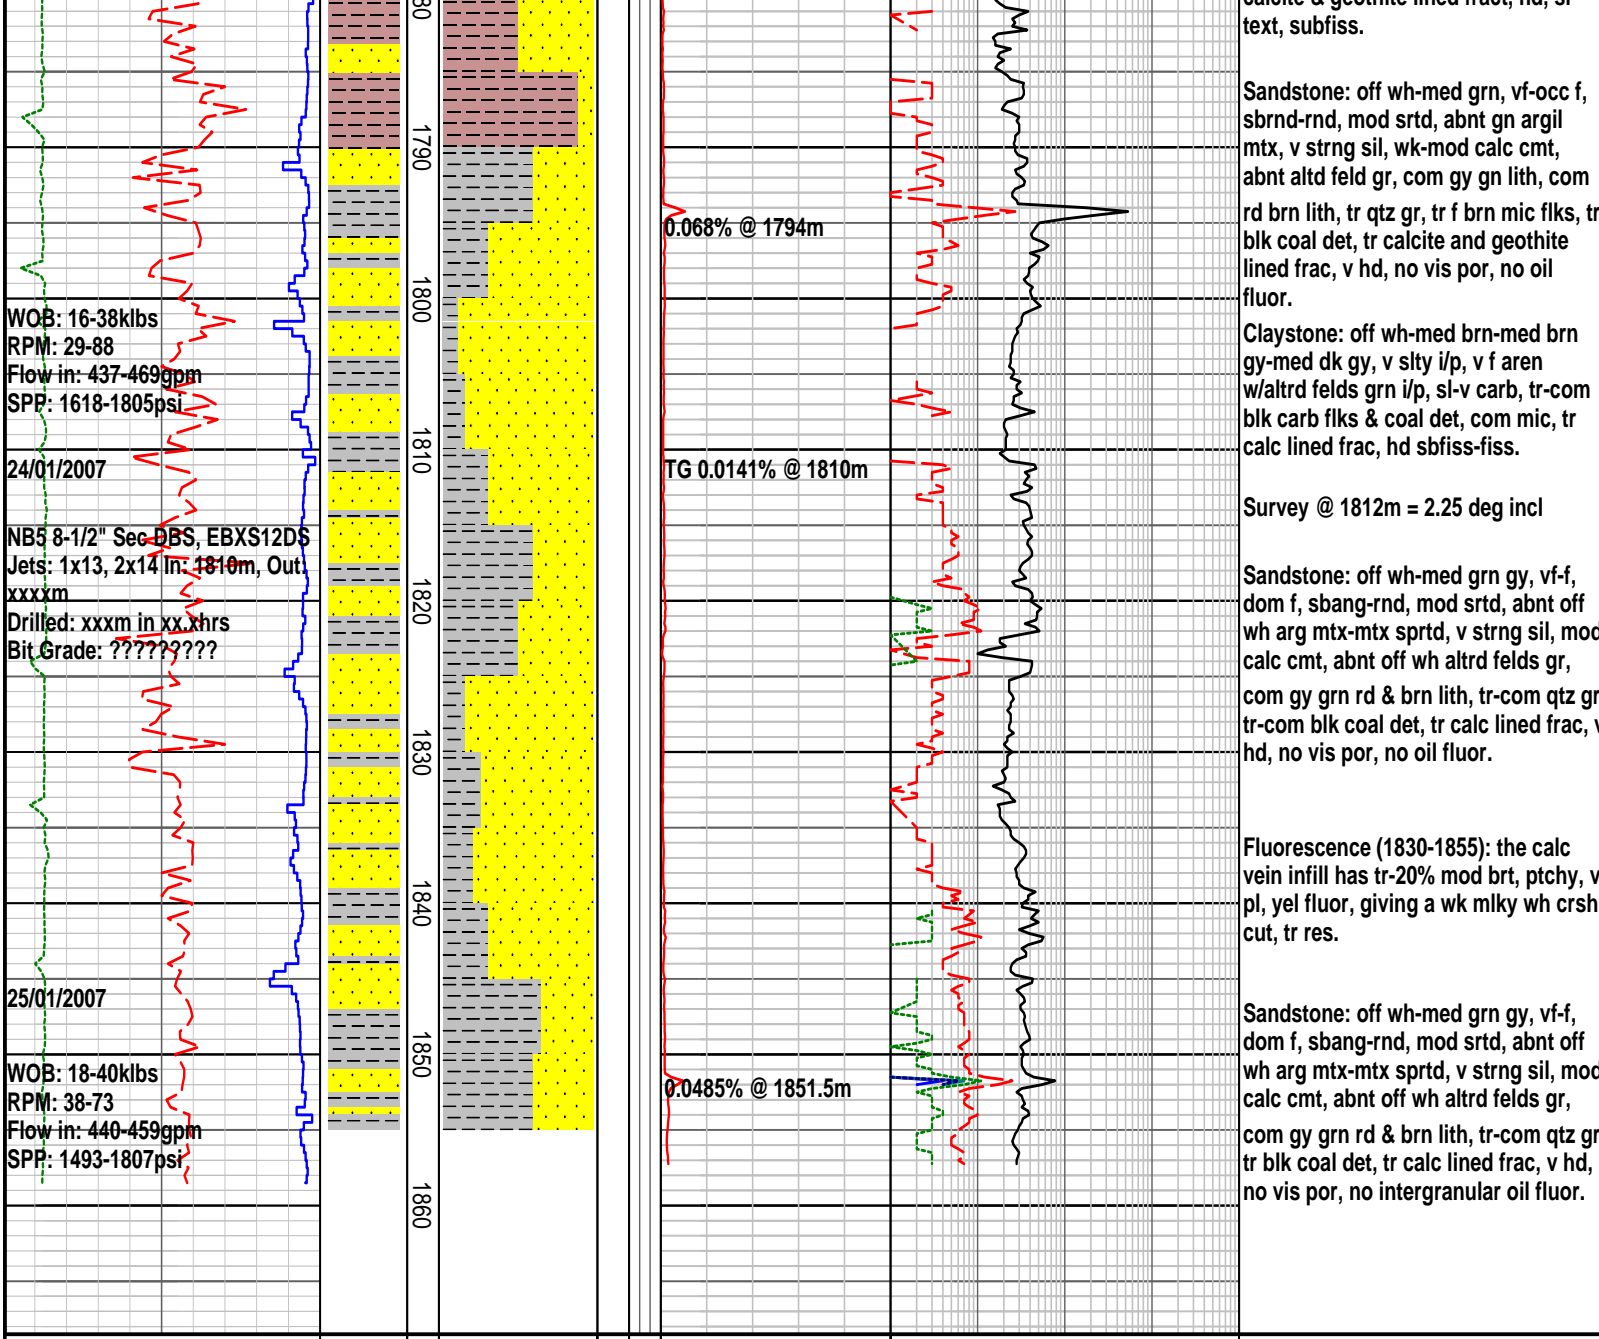 WOB: 16-38klbs
RPM: 29-88
Flow in: 437-469gpm
SPP: 1618-1805psi
24/01/2007
NB5 8-1/2" Sec DBS, EBXS12DS
Jets: 1x13, 2x14 In: 1810m, Out:
xxxxm
Drilled: xxxm in xx.xhrs
Bit Grade: ?????????
25/01/2007
WOB: 18-40klbs
RPM: 38-73
Flow in: 440-459gpm
SPP: 1493-1807psi
80
1790
1800
1810
1820
1830
1840
1850
1860
0.068% @ 1794m
TG 0.0141% @ 1810m
0.0485% @ 1851.5m
calcite & geothite lined fract, hd, sl
text, subfiss.
Sandstone: off wh-med grn, vf-occ f,
sbrnd-rnd, mod srtd, abnt gn argil
mtx, v strng sil, wk-mod calc cmt,
abnt altd feld gr, com gy gn lith, com
rd brn lith, tr qtz gr, tr f brn mic flks, tr
blk coal det, tr calcite and geothite
lined frac, v hd, no vis por, no oil
fluor.
Claystone: off wh-med brn-med brn
gy-med dk gy, v slty i/p, v f aren
w/altrd felds grn i/p, sl-v carb, tr-com
blk carb flks & coal det, com mic, tr
calc lined frac, hd sbfiss-fiss.
Survey @ 1812m = 2.25 deg incl
Sandstone: off wh-med grn gy, vf-f,
dom f, sbang-rnd, mod srtd, abnt off
wh arg mtx-mtx sprtd, v strng sil, mod
calc cmt, abnt off wh altrd felds gr,
com gy grn rd & brn lith, tr-com qtz gr
tr-com blk coal det, tr calc lined frac, v
hd, no vis por, no oil fluor.
Fluorescence (1830-1855): the calc
vein infill has tr-20% mod brt, ptchy, v
pl, yel fluor, giving a wk mlky wh crsh
cut, tr res.
Sandstone: off wh-med grn gy, vf-f,
dom f, sbang-rnd, mod srtd, abnt off
wh arg mtx-mtx sprtd, v strng sil, mod
calc cmt, abnt off wh altrd felds gr,
com gy grn rd & brn lith, tr-com qtz gr
tr blk coal det, tr calc lined frac, v hd,
no vis por, no intergranular oil fluor.